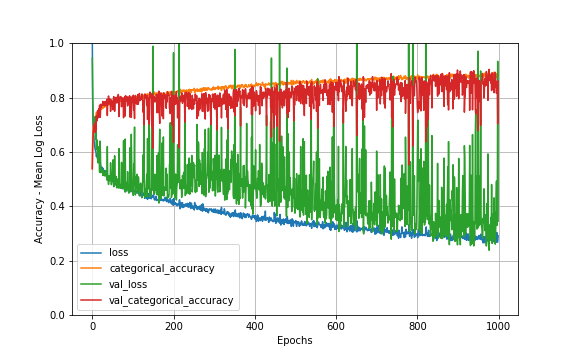 1.0
0.8
0.6
0.4
0.2
0.0
Accuracy - Mean Log Loss
loss
categorical_accuracy
val_loss
val_categorical_accuracy
0 200 400 600 800 1000
Epochs